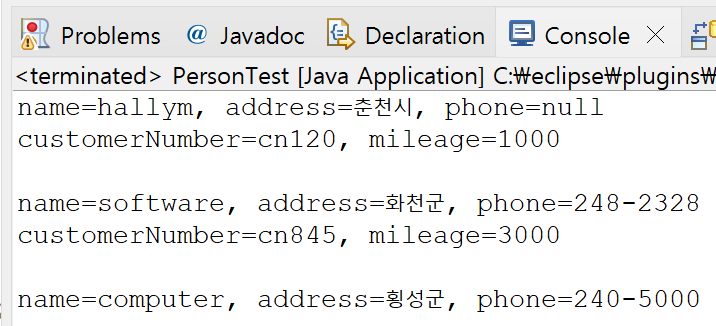 Problems @ Javadoc Declaration Console
<terminated> PersonTest [Java Application] C:₩eclipse₩plugins₩
name=hallym, address=춘천시, phone=null
customerNumber=cn120, mileage=1000
name=software, address=화천군, phone=248-2328
customerNumber=cn845, mileage=3000
name=computer, address=횡성군, phone=240-5000